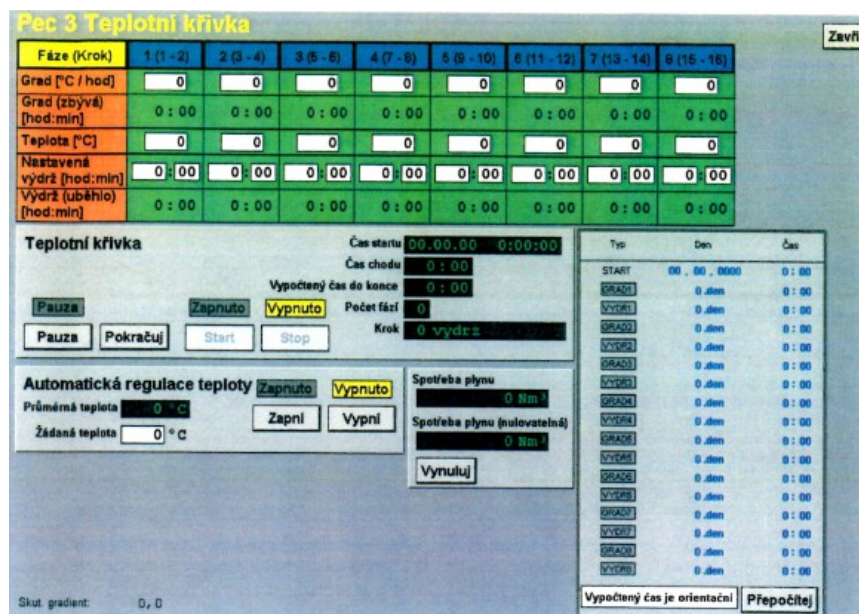 Pec 3 Teplotní křivka
Zavři
Fáze (Krok) 1 (1 - 2) 2 (3 - 4) 3 (5 - 6) 4 (7 - 8) 5 (9 - 10) 6 (11 - 12) 7 (13 - 14) 8 (15 - 16)
Grad [°C / hod] 0 0 0 0 0 0 0 0
Grad (zbývá) [hod:min] 0 : 00 0 : 00 0 : 00 0 : 00 0 : 00 0 : 00 0 : 00 0 : 00
Teplota [°C] 0 0 0 0 0 0 0 0
Nastavená výdrž [hod:min] 0 : 00 0 : 00 0 : 00 0 : 00 0 : 00 0 : 00 0 : 00 0 : 00
Výdrž (uběhlo) [hod:min] 0 : 00 0 : 00 0 : 00 0 : 00 0 : 00 0 : 00 0 : 00 0 : 00
Teplotní křivka
Čas startu 00.00.00 0:00:00
Čas chodu 0 : 00
Vypočtený čas do konce 0 : 00
Počet fází 0
Krok 0 výdrž
Pauza Zapnuto Vypnuto
Pauza Pokračuj Start Stop
Automatická regulace teploty Zapnuto Vypnuto
Průměrná teplota 0 °C
Žádaná teplota 0 °C
Zapni Vypni
Spotřeba plynu
0 Nm³
Spotřeba plynu (nulovatelná)
0 Nm³
Vynuluj
Typ Den Čas
START 00 . 00 . 0000 0 : 00
GRAD1 0 .den 0 : 00
VYDR1 0 .den 0 : 00
GRAD2 0 .den 0 : 00
VYDR2 0 .den 0 : 00
GRAD3 0 .den 0 : 00
VYDR3 0 .den 0 : 00
GRAD4 0 .den 0 : 00
VYDR4 0 .den 0 : 00
GRAD5 0 .den 0 : 00
VYDR5 0 .den 0 : 00
GRAD6 0 .den 0 : 00
VYDR6 0 .den 0 : 00
GRAD7 0 .den 0 : 00
VYDR7 0 .den 0 : 00
GRAD8 0 .den 0 : 00
VYDR8 0 .den 0 : 00
Vypočtený čas je orientační Přepočítej
Skut. gradient: 0,0